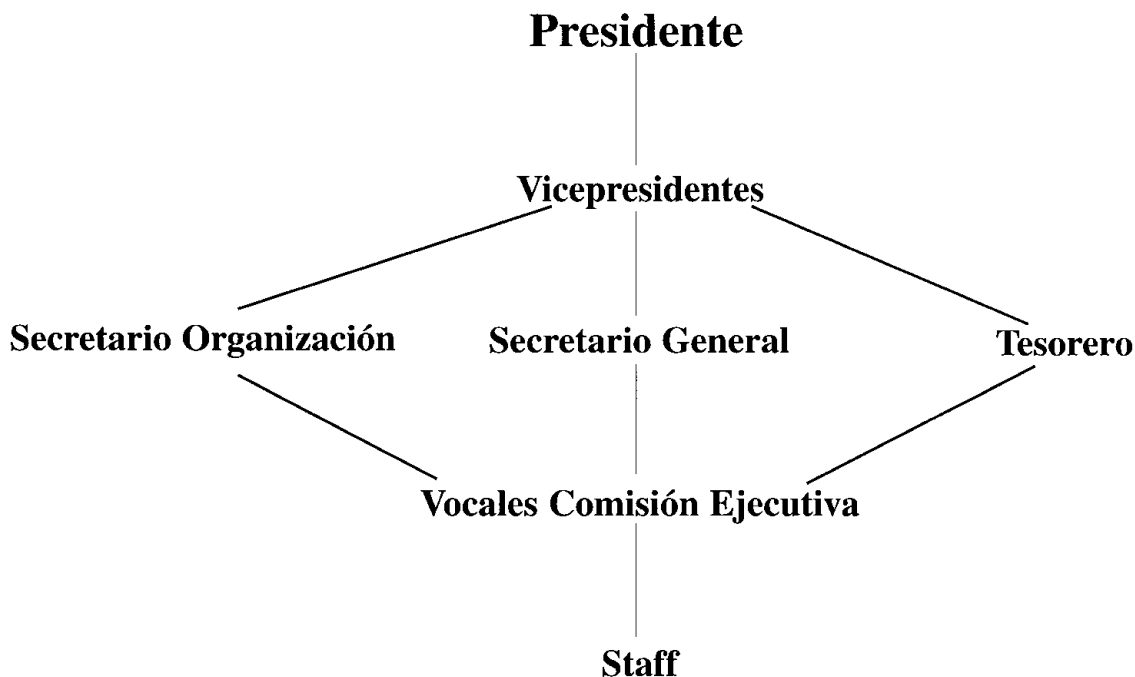 Presidente
Vicepresidentes
Secretario Organización
Secretario General
Tesorero
Vocales Comisión Ejecutiva
Staff